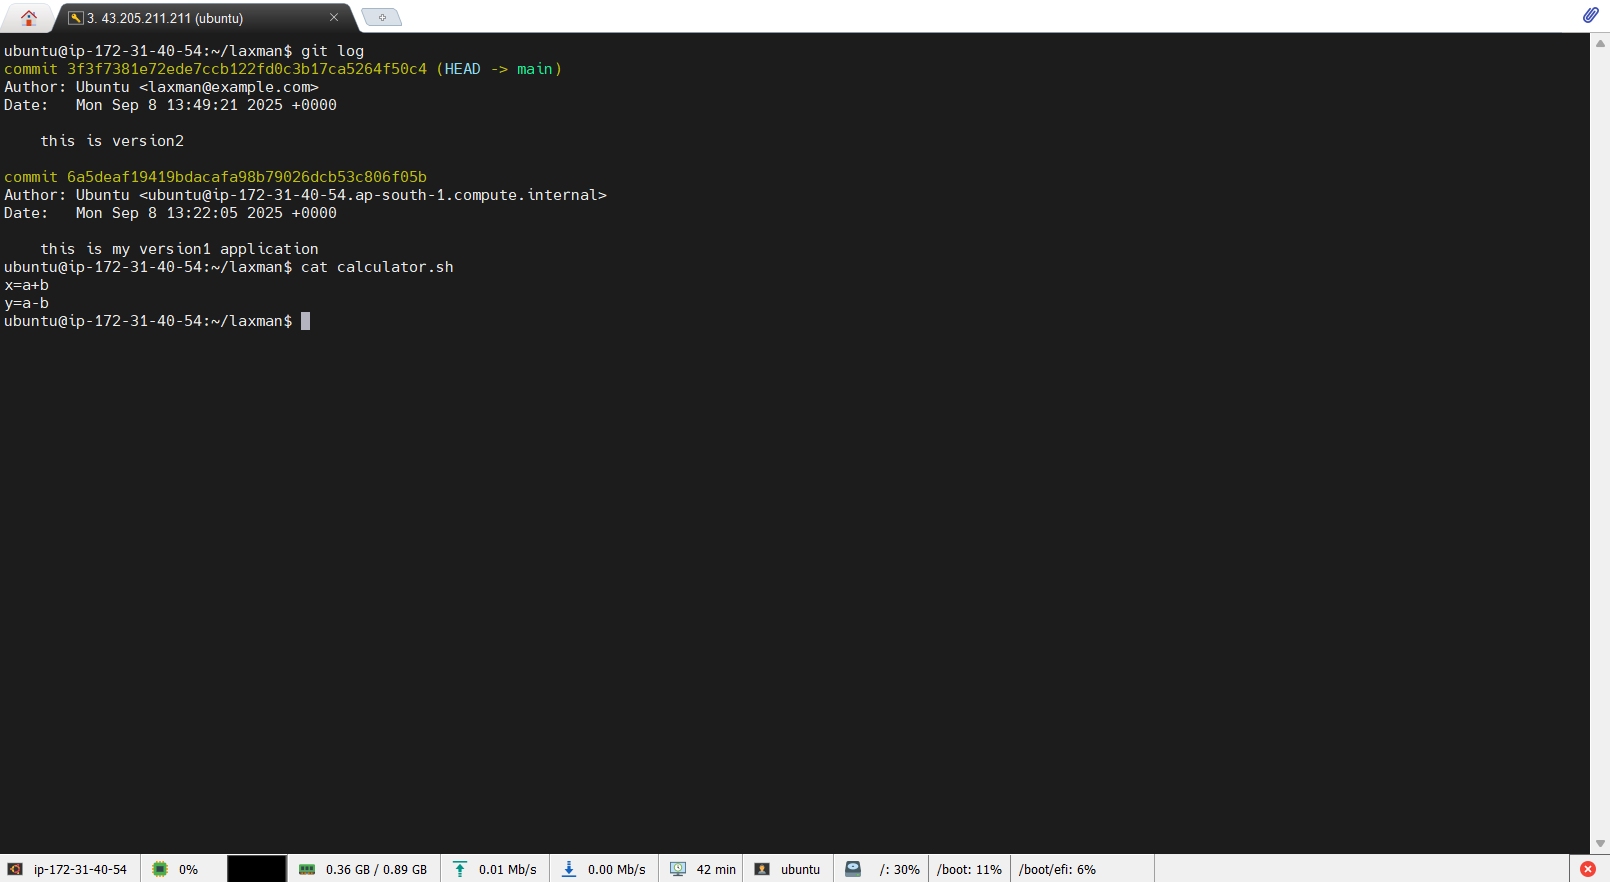 3. 43.205.211.211 (ubuntu)
ubuntu@ip-172-31-40-54:~/laxman$ git log
commit 3f3f7381e72ede7ccb122fd0c3b17ca5264f50c4 (HEAD -> main)
Author: Ubuntu <laxman@example.com>
Date:   Mon Sep 8 13:49:21 2025 +0000
    this is version2
commit 6a5deaf19419bdacafa98b79026dcb53c806f05b
Author: Ubuntu <ubuntu@ip-172-31-40-54.ap-south-1.compute.internal>
Date:   Mon Sep 8 13:22:05 2025 +0000
    this is my version1 application
ubuntu@ip-172-31-40-54:~/laxman$ cat calculator.sh
x=a+b
y=a-b
ubuntu@ip-172-31-40-54:~/laxman$
ip-172-31-40-54 0% 0.36 GB / 0.89 GB 0.01 Mb/s 0.00 Mb/s 42 min ubuntu /: 30% /boot: 11% /boot/efi: 6%